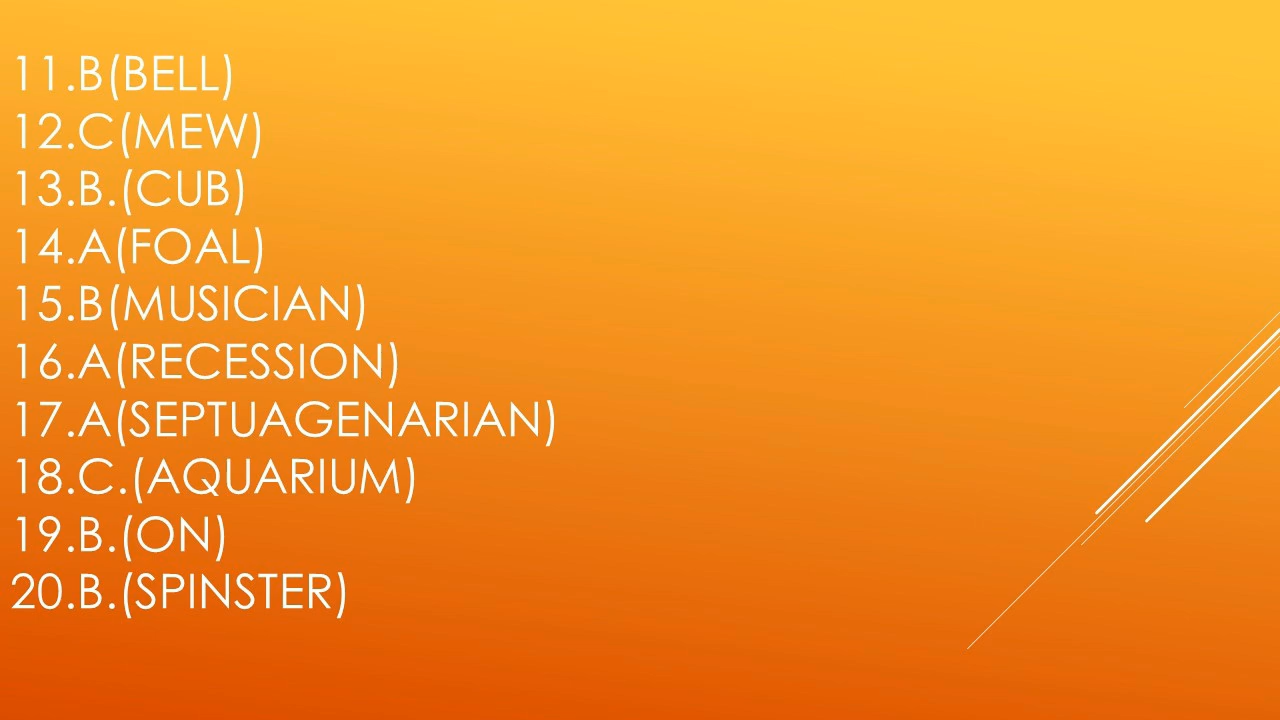 11.B(BELL)
12.C(MEW)
13.B.(CUB)
14.A(FOAL)
15.B(MUSICIAN)
16.A(RECESSION)
17.A(SEPTUAGENARIAN)
18.C.(AQUARIUM)
19.B.(ON)
20.B.(SPINSTER)